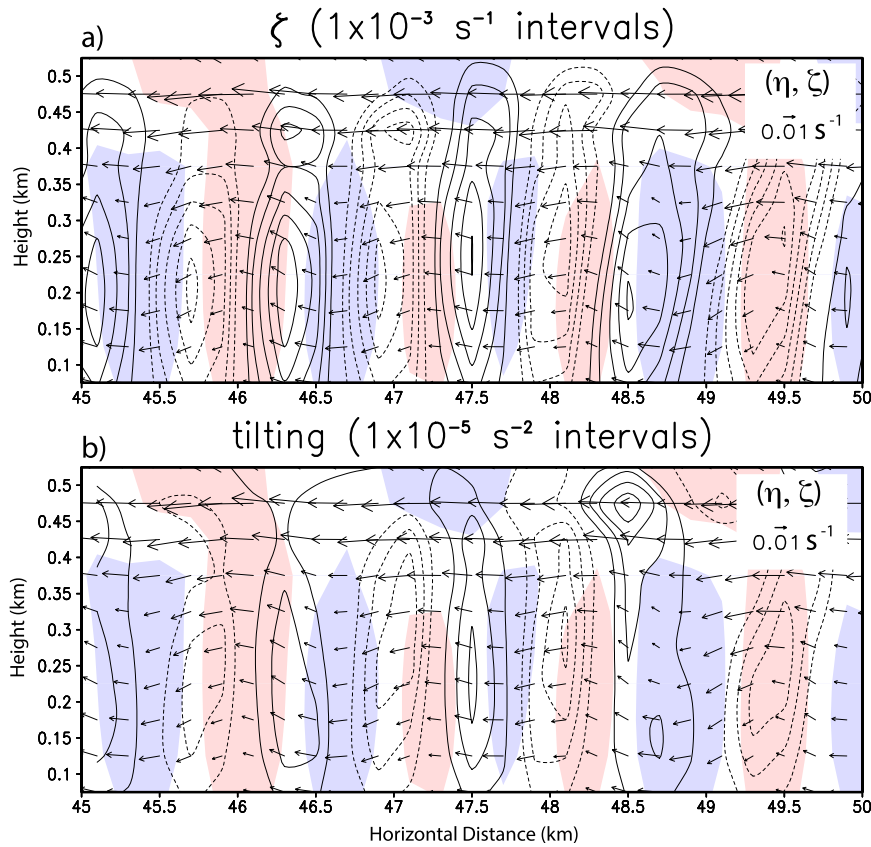 a)
ζ (1x10⁻³ s⁻¹ intervals)
(η, ζ)
0.01 s⁻¹
Height (km)
0.5
0.45
0.4
0.35
0.3
0.25
0.2
0.15
0.1
45 45.5 46 46.5 47 47.5 48 48.5 49 49.5 50
b)
tilting (1x10⁻⁵ s⁻² intervals)
(η, ζ)
0.01 s⁻¹
Height (km)
0.5
0.45
0.4
0.35
0.3
0.25
0.2
0.15
0.1
45 45.5 46 46.5 47 47.5 48 48.5 49 49.5 50
Horizontal Distance (km)